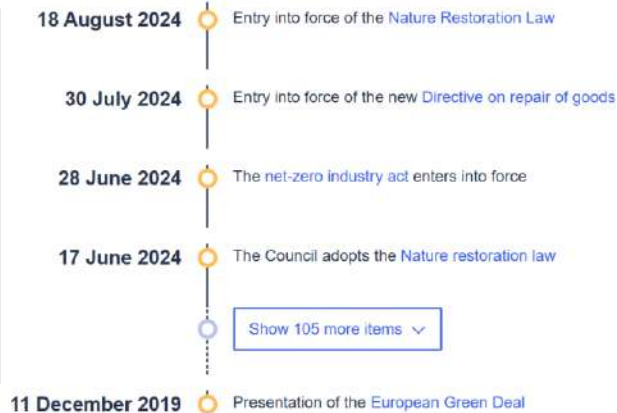 18 August 2024 Entry into force of the Nature Restoration Law
30 July 2024 Entry into force of the new Directive on repair of goods
28 June 2024 The net-zero industry act enters into force
17 June 2024 The Council adopts the Nature restoration law
Show 105 more items
11 December 2019 Presentation of the European Green Deal